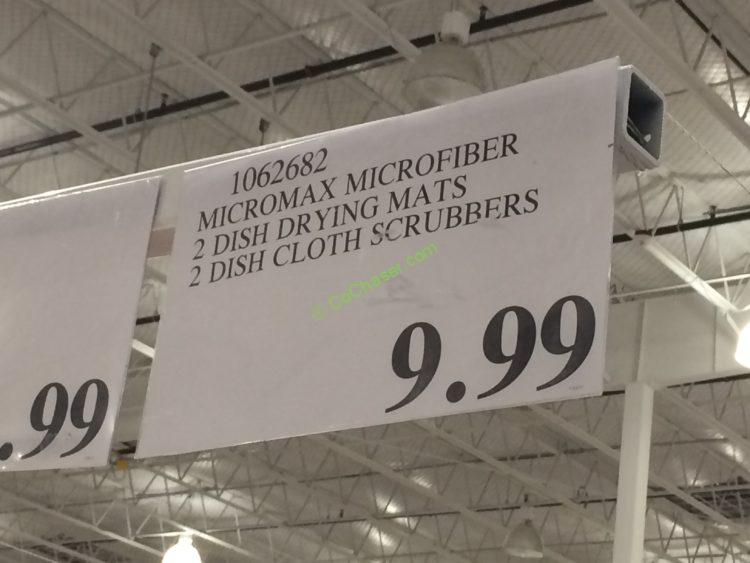 1062682
MICROMAX MICROFIBER
2 DISH DRYING MATS
2 DISH CLOTH SCRUBBERS
© CoChaser.com
9.99
.99